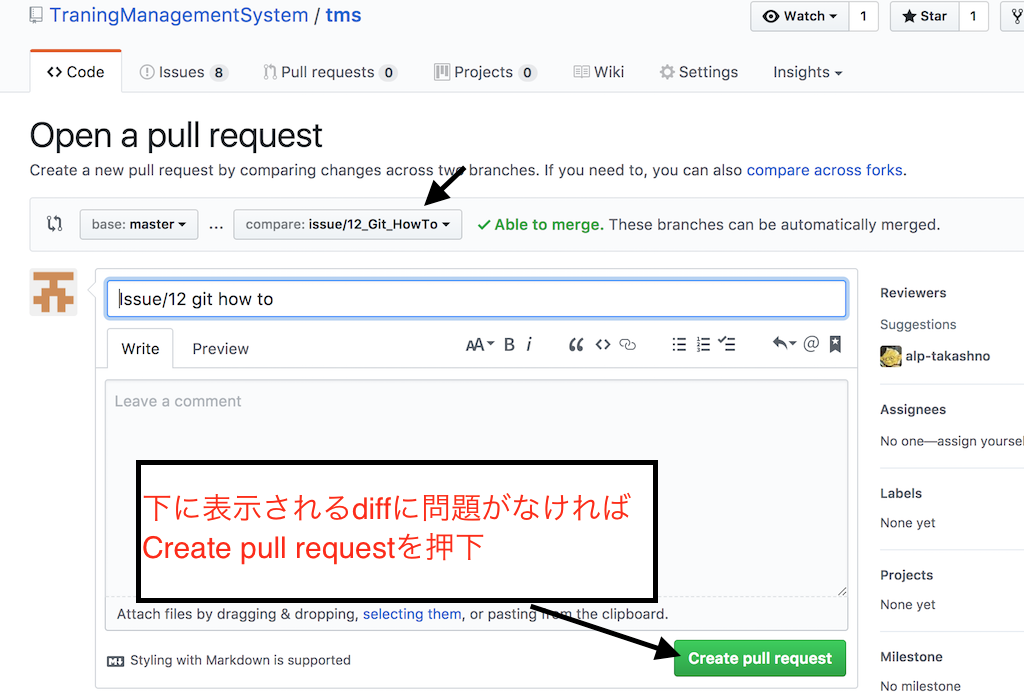 TraningManagementSystem / tms
Watch 1 Star 1
Code Issues 8 Pull requests 0 Projects 0 Wiki Settings Insights
Open a pull request
Create a new pull request by comparing changes across two branches. If you need to, you can also compare across forks.
base: master ... compare: issue/12_Git_HowTo ✓ Able to merge. These branches can be automatically merged.
Issue/12 git how to
Write Preview
AA B i
Leave a comment
下に表示されるdiffに問題がなければ
Create pull requestを押下
Attach files by dragging & dropping, selecting them, or pasting from the clipboard.
Styling with Markdown is supported
Create pull request
Reviewers
Suggestions
alp-takashno
Assignees
No one—assign yoursel
Labels
None yet
Projects
None yet
Milestone
No milestone